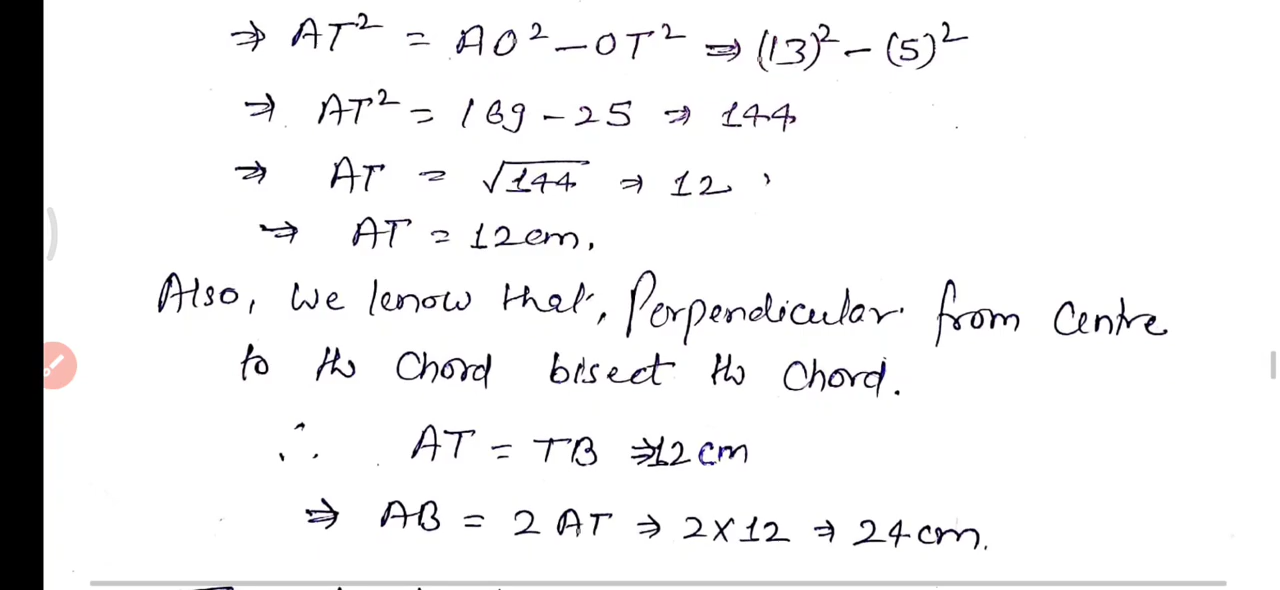 ⇒ AT² = AO² – OT² ⇒ (13)² – (5)²
⇒ AT² = 169 – 25 ⇒ 144
⇒ AT = √144 ⇒ 12
⇒ AT = 12cm.
Also, we know that, Perpendicular from centre
to the Chord bisect the Chord.
∴ AT = TB ⇒ 12 cm
⇒ AB = 2 AT ⇒ 2×12 ⇒ 24cm.